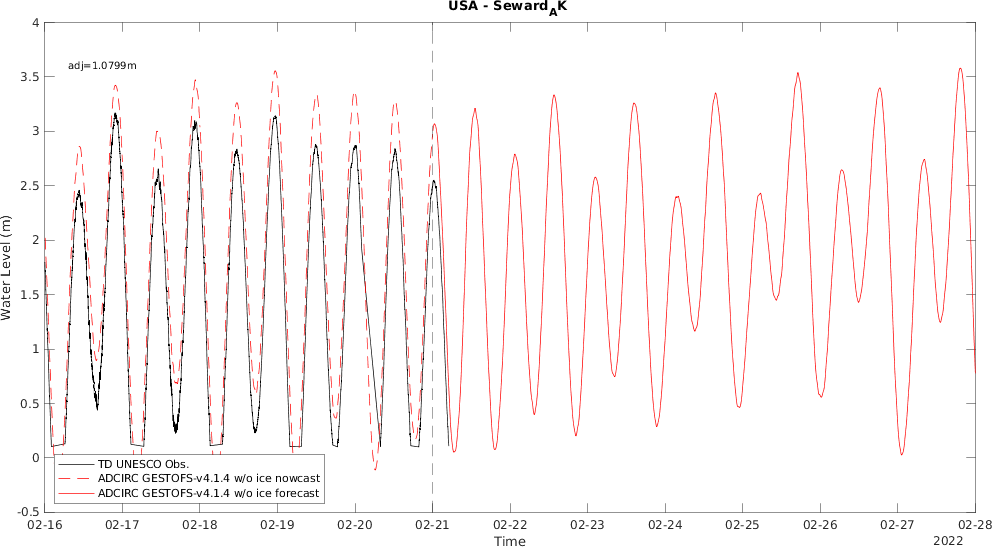 USA - Seward_AK
4
3.5
3
2.5
2
1.5
1
0.5
0
-0.5
Water Level (m)
adj=1.0799m
TD UNESCO Obs.
ADCIRC GESTOFS-v4.1.4 w/o ice nowcast
ADCIRC GESTOFS-v4.1.4 w/o ice forecast
02-16 02-17 02-18 02-19 02-20 02-21 02-22 02-23 02-24 02-25 02-26 02-27 02-28
Time
2022